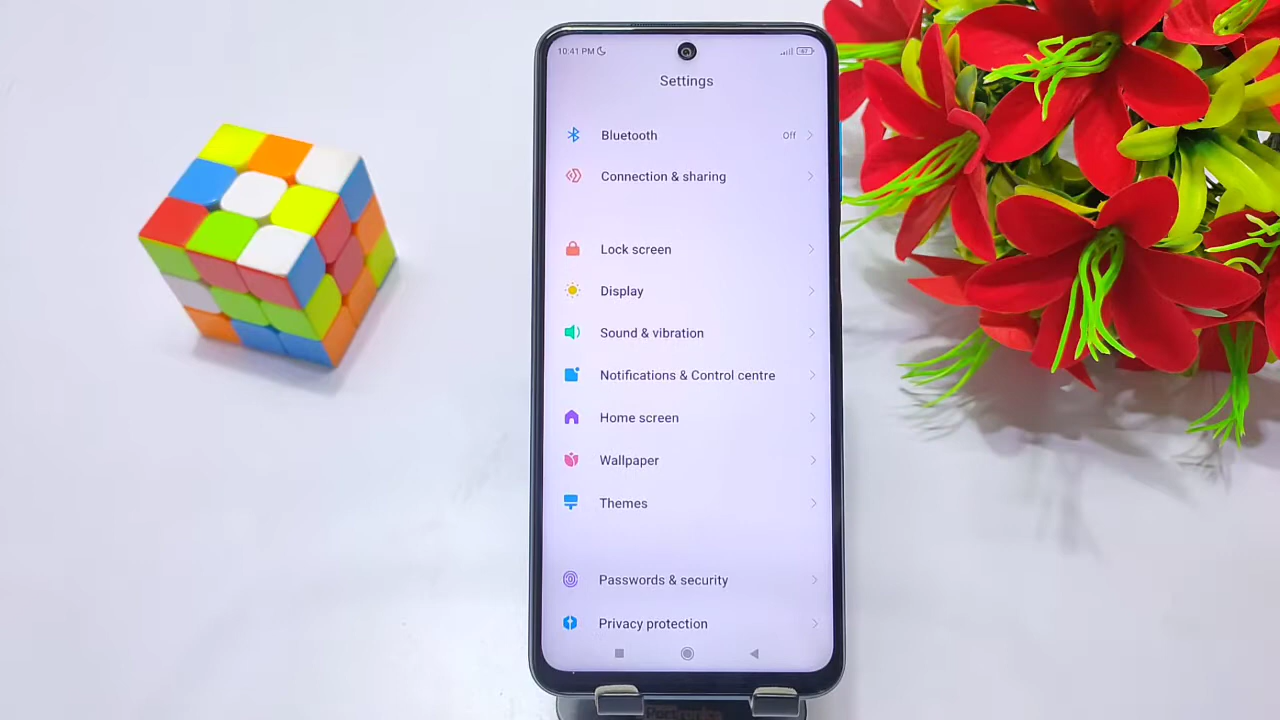 10:41 PM
67
Settings
Bluetooth Off
Connection & sharing
Lock screen
Display
Sound & vibration
Notifications & Control centre
Home screen
Wallpaper
Themes
Passwords & security
Privacy protection